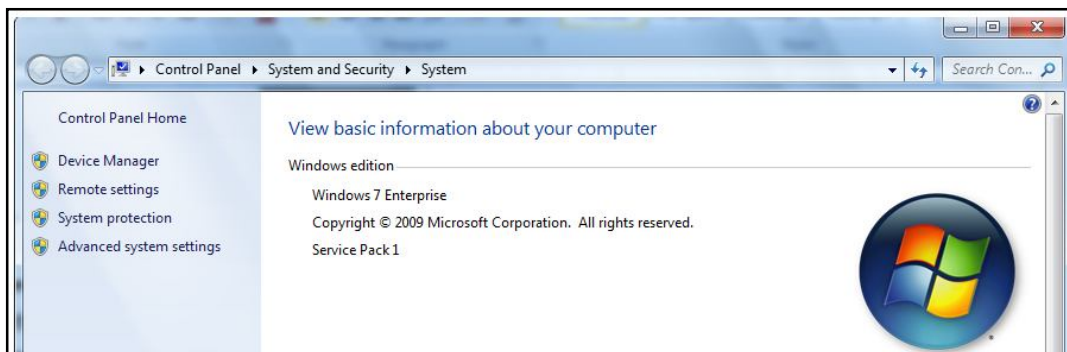 Control Panel ▸ System and Security ▸ System
Search Con...
Control Panel Home
Device Manager
Remote settings
System protection
Advanced system settings
View basic information about your computer
Windows edition
Windows 7 Enterprise
Copyright © 2009 Microsoft Corporation. All rights reserved.
Service Pack 1